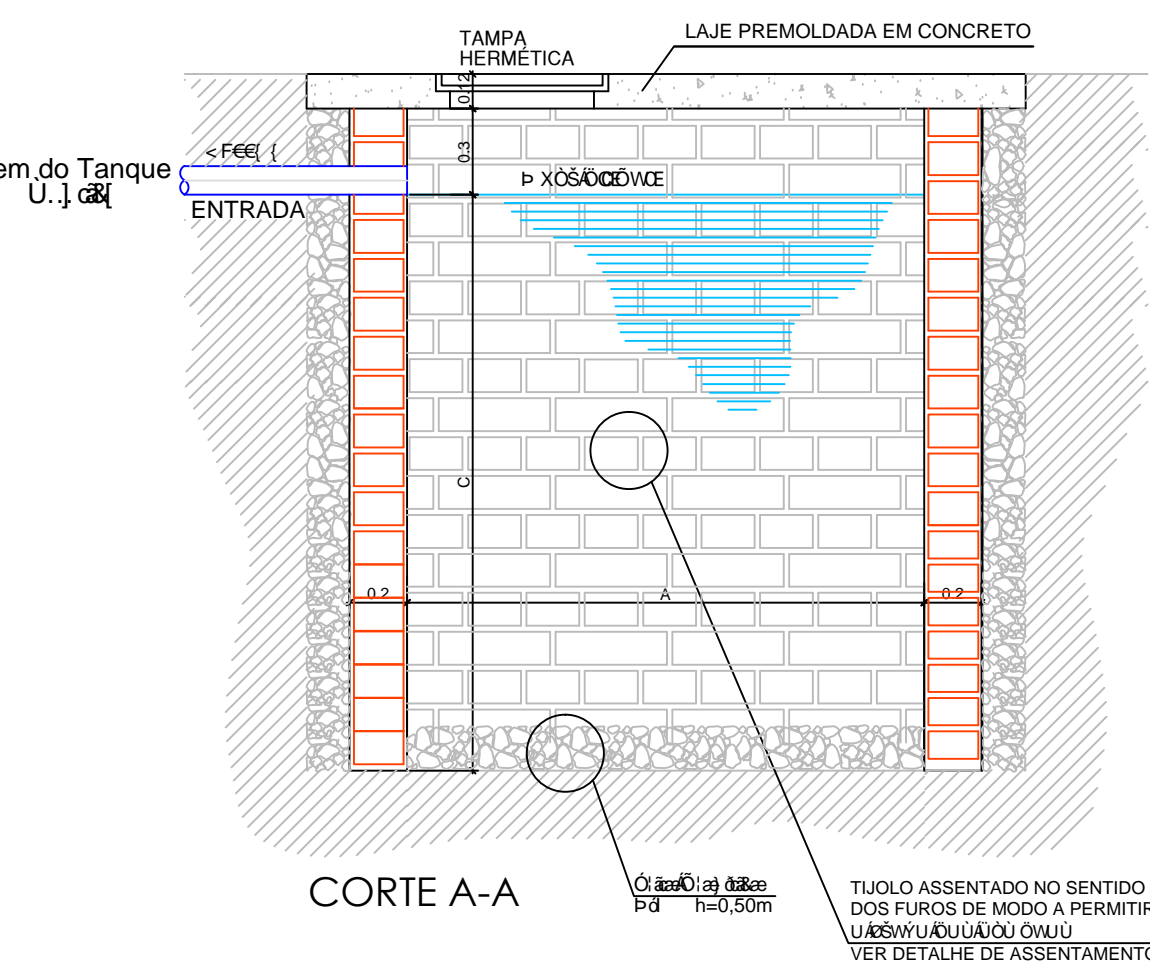 LAJE PREMOLDADA EM CONCRETO
TAMPA
HERMÉTICA
0.12
0.3
em do Tanque
ENTRADA
C
0.2
A
0.2
CORTE A-A
h=0,50m
TIJOLO ASSENTADO NO SENTIDO
DOS FUROS DE MODO A PERMITIR
VER DETALHE DE ASSENTAMENTO